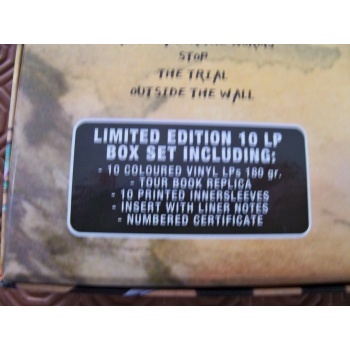 STOP
THE TRIAL
OUTSIDE THE WALL
LIMITED EDITION 10 LP
BOX SET INCLUDING:
- 10 COLOURED VINYL LPs 180 gr.
- TOUR BOOK REPLICA
- 10 PRINTED INNERSLEEVES
- INSERT WITH LINER NOTES
- NUMBERED CERTIFICATE